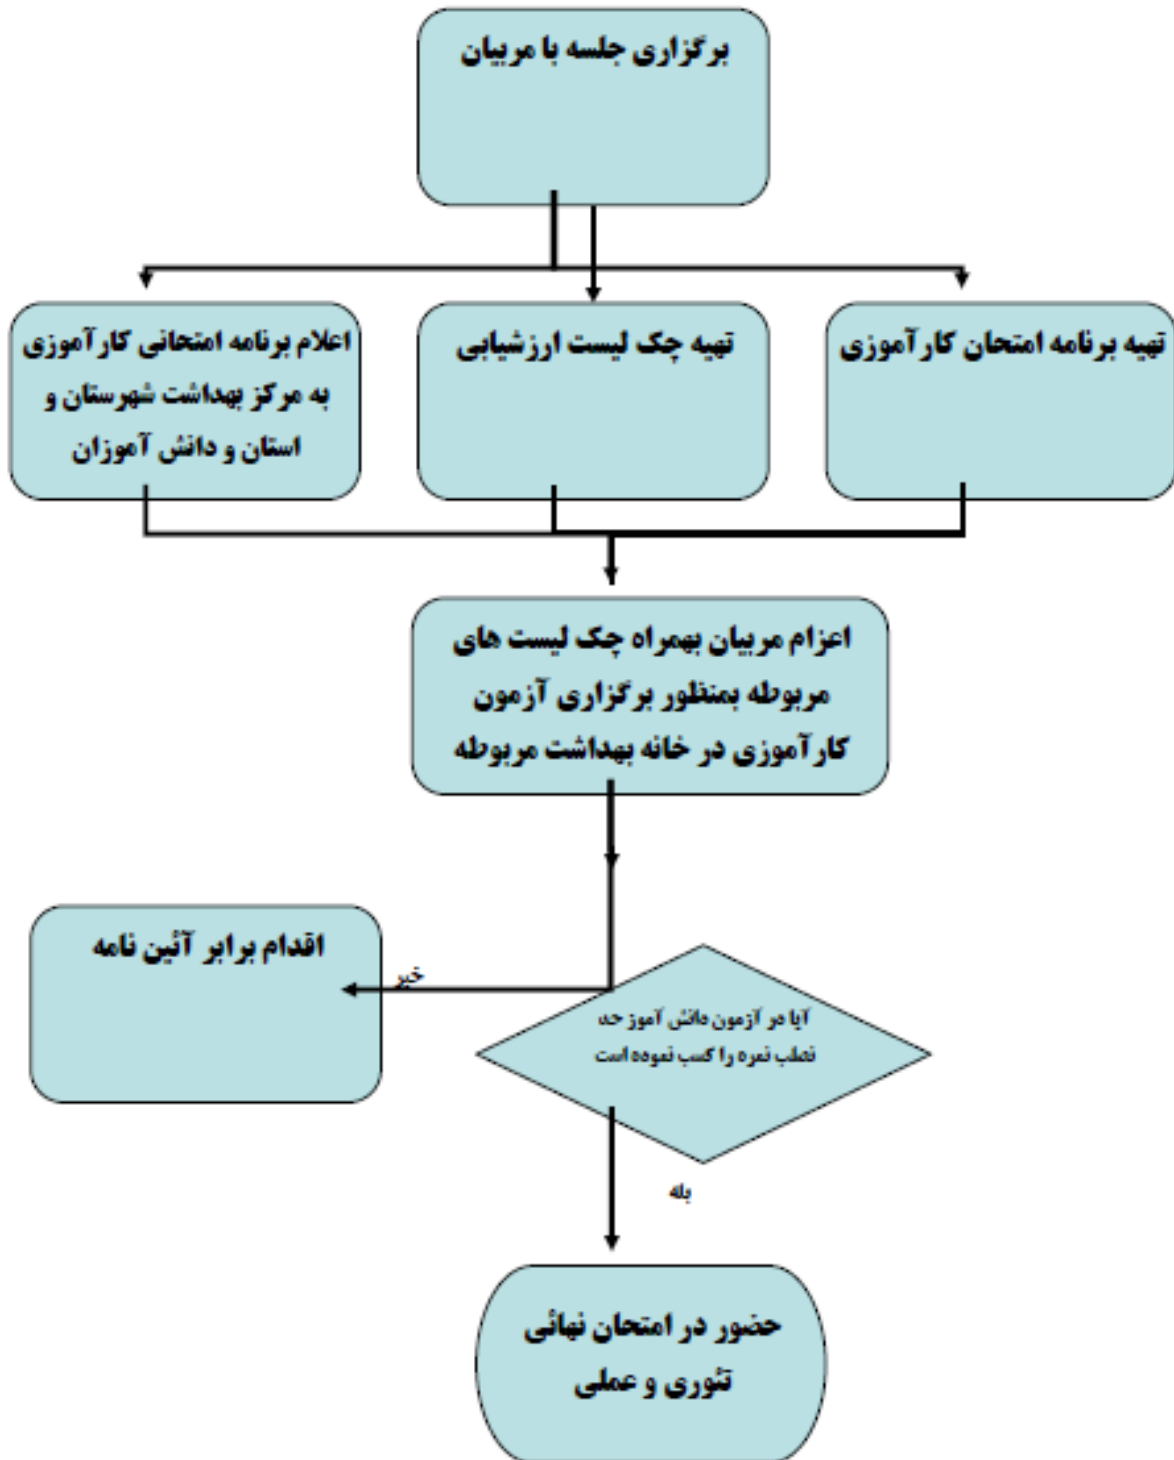 برگزاری جلسه با مربیان
تهیه برنامه امتحان کارآموزی
تهیه چک لیست ارزشیابی
اعلام برنامه امتحانی کارآموزی
به مرکز بهداشت شهرستان و
استان و دانش آموزان
اعزام مربیان بهمراه چک لیست های
مربوطه بمنظور برگزاری آزمون
کارآموزی در خانه بهداشت مربوطه
اقدام برابر آئین نامه
خیر
آیا در آزمون دانش آموز حد
نصاب نمره را کسب نموده است
بله
حضور در امتحان نهائی
تئوری و عملی